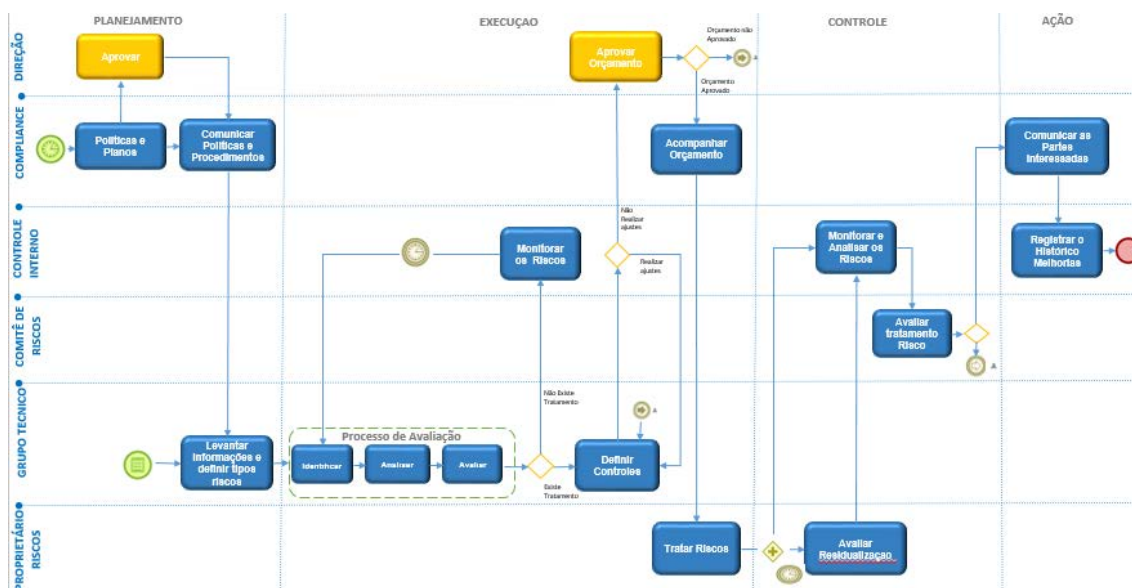 PLANEJAMENTO
EXECUÇAO
CONTROLE
AÇÃO
DIREÇÃO
Aprovar
Aprovar
Orçamento
Orçamento não
Aprovado
A
Orçamento
Aprovado
COMPLIANCE
Políticas e
Planos
Comunicar
Políticas e
Procedimentos
Acompanhar
Orçamento
Comunicar as
Partes
Interessadas
CONTROLE
INTERNO
Monitorar
os Riscos
Não
Realizar
ajustes
Realizar
ajustes
Monitorar e
Analisar os
Riscos
Registrar o
Histórico
Melhorias
COMITÊ DE
RISCOS
Avaliar
tratamento
Risco
A
GRUPO TECNICO
Levantar
Informações e
definir tipos
riscos
Processo de Avaliação
Identificar
Analisar
Avaliar
Não Existe
Tratamento
Existe
Tratamento
A
Definir
Controles
PROPRIETÁRIO
RISCOS
Tratar Riscos
Avaliar
Residualização